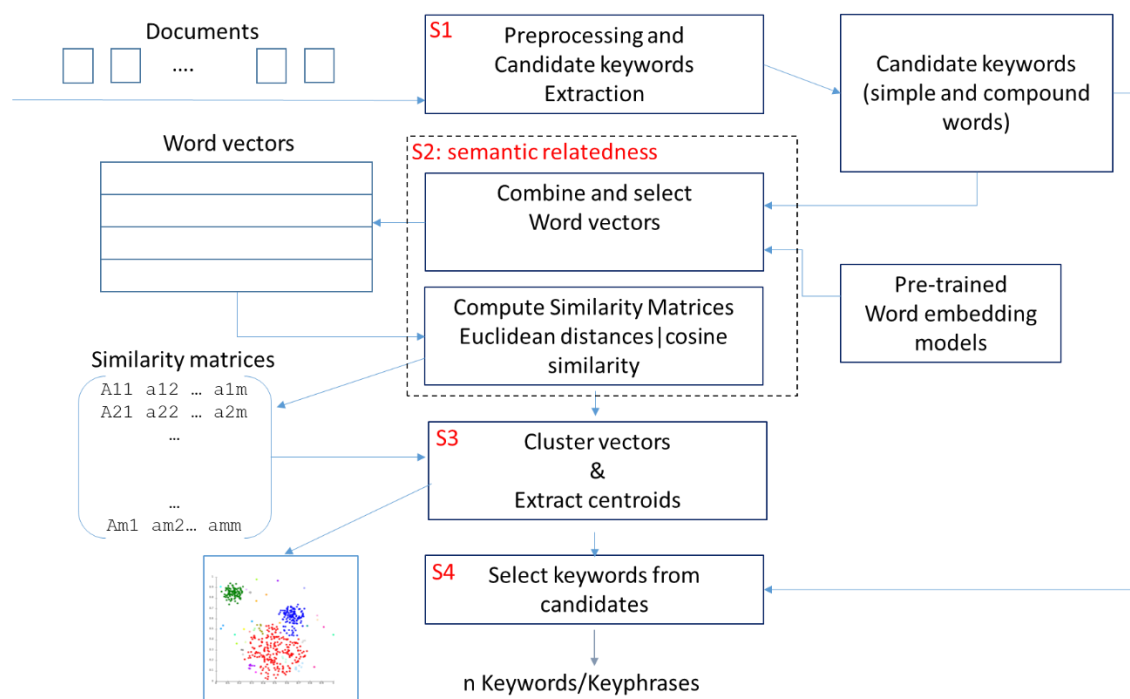 Documents
....
S1
Preprocessing and
Candidate keywords
Extraction
Candidate keywords
(simple and compound
words)
Word vectors
S2: semantic relatedness
Combine and select
Word vectors
Pre-trained
Word embedding
models
Compute Similarity Matrices
Euclidean distances|cosine
similarity
Similarity matrices
A11 a12 … a1m
A21 a22 … a2m
…
…
Am1 am2… amm
S3
Cluster vectors
&
Extract centroids
S4
Select keywords from
candidates
n Keywords/Keyphrases